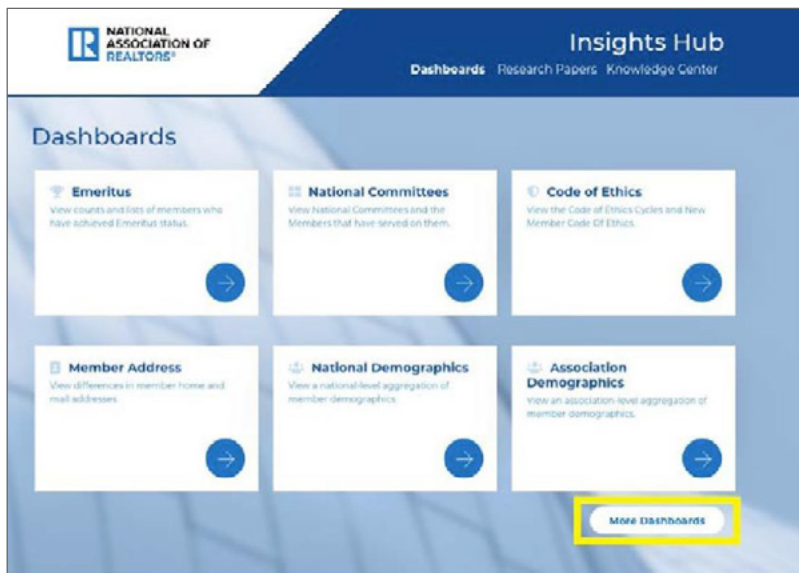 NATIONAL
ASSOCIATION OF
REALTORS®
Insights Hub
Dashboards Research Papers Knowledge Center
Dashboards
Emeritus
View counts and lists of members who
have achieved Emeritus status.
National Committees
View National Committees and the
Members that have served on them.
Code of Ethics
View the Code of Ethics Cycles and New
Member Code Of Ethics.
Member Address
View differences in member home and
mail addresses.
National Demographics
View a national-level aggregation of
member demographics.
Association
Demographics
View an association-level aggregation of
member demographics.
More Dashboards